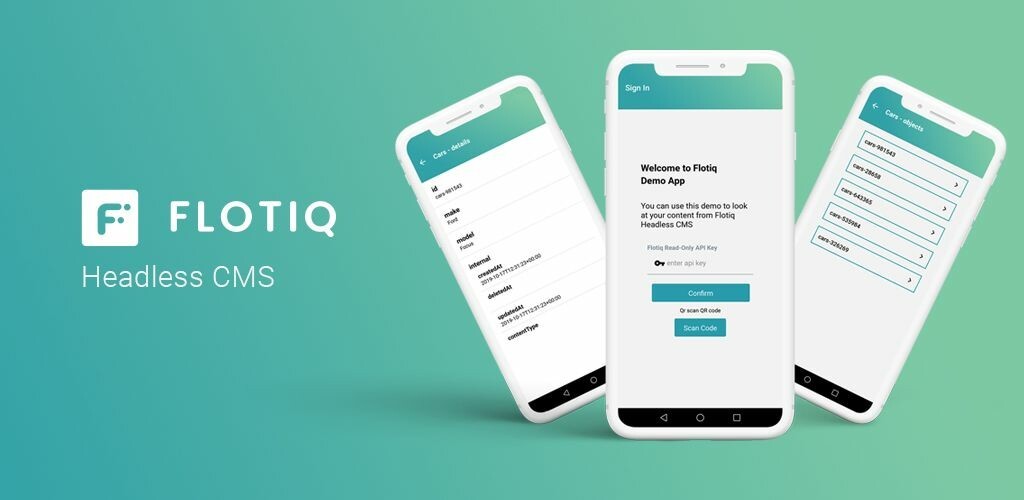 FLOTIQ
Headless CMS
Cars - details
id
cars-981543
make
Ford
model
Focus
internal
createdAt
2019-10-17T12:31:23+00:00
deletedAt
updatedAt
2019-10-17T12:31:23+00:00
contentType
Sign In
Welcome to Flotiq
Demo App
You can use this demo to look
at your content from Flotiq
Headless CMS
Flotiq Read-Only API Key
enter api key
Confirm
Qr scan QR code
Scan Code
Cars - objects
cars-981543
cars-28658
cars-643365
cars-535984
cars-326269